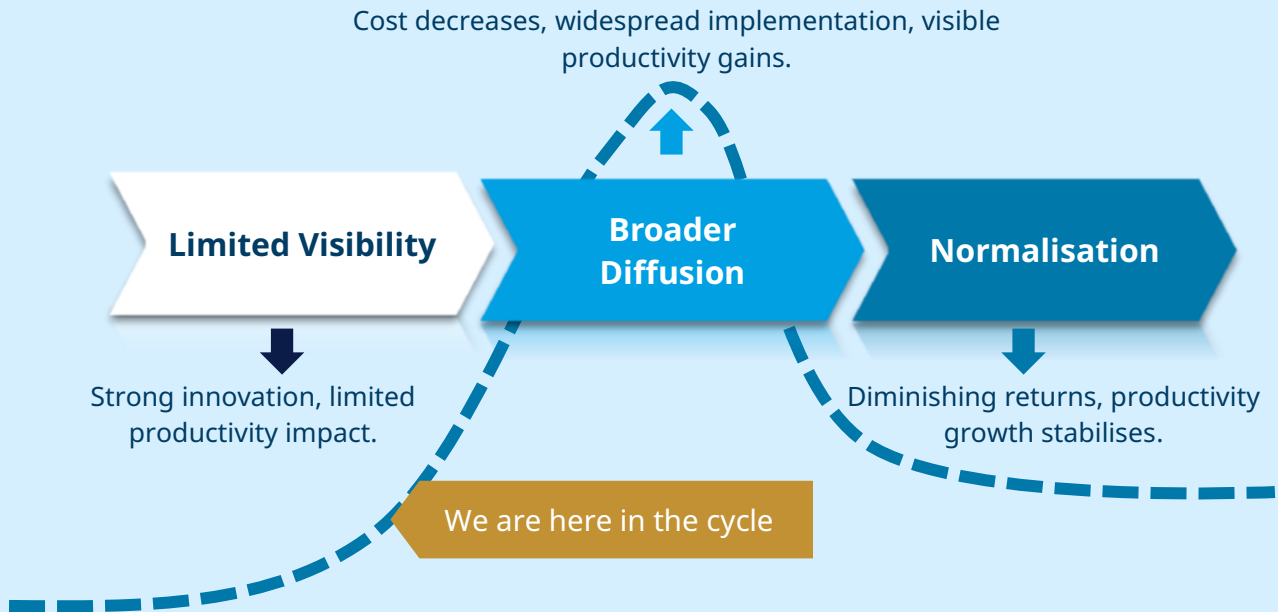 Cost decreases, widespread implementation, visible
productivity gains.
Limited Visibility
Broader
Diffusion
Normalisation
Strong innovation, limited
productivity impact.
Diminishing returns, productivity
growth stabilises.
We are here in the cycle